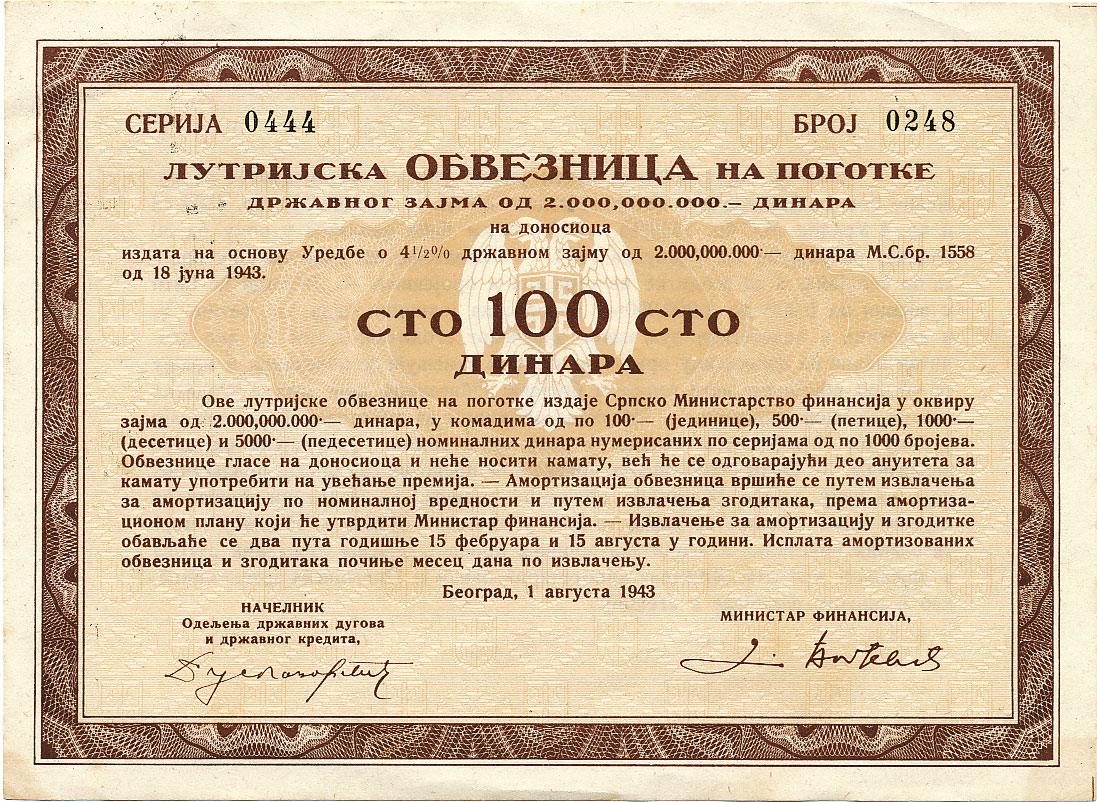 СЕРИЈА 0444
БРОЈ 0248
ЛУТРИЈСКА ОБВЕЗНИЦА НА ПОГОТКЕ
ДРЖАВНОГ ЗАЈМА ОД 2.000,000.000.— ДИНАРА
на доносиоца
издата на основу Уредбе о 4½% државном зајму од 2.000,000.000·— динара М.С.бр. 1558
од 18 јуна 1943.
СТО 100 СТО
ДИНАРА
Ове лутријске обвезнице на поготке издаје Српско Министарство финансија у оквиру
зајма од 2.000,000.000·— динара, у комадима од по 100·— (јединице), 500·— (петице), 1000·—
(десетице) и 5000·— (педесетице) номиналних динара нумерисаних по серијама од по 1000 бројева.
Обвезнице гласе на доносиоца и неће носити камату, већ ће се одговарајући део ануитета за
камату употребити на увећање премија. — Амортизација обвезница вршиће се путем извлачења
за амортизацију по номиналној вредности и путем извлачења згодитака, према амортиза-
ционом плану који ће утврдити Министар финансија. — Извлачење за амортизацију и згодитке
обављаће се два пута годишње 15 фебруара и 15 августа у години. Исплата амортизованих
обвезница и згодитака почиње месец дана по извлачењу.
Београд, 1 августа 1943
НАЧЕЛНИК
Одељења државних дугова
и државног кредита,
МИНИСТАР ФИНАНСИЈА,